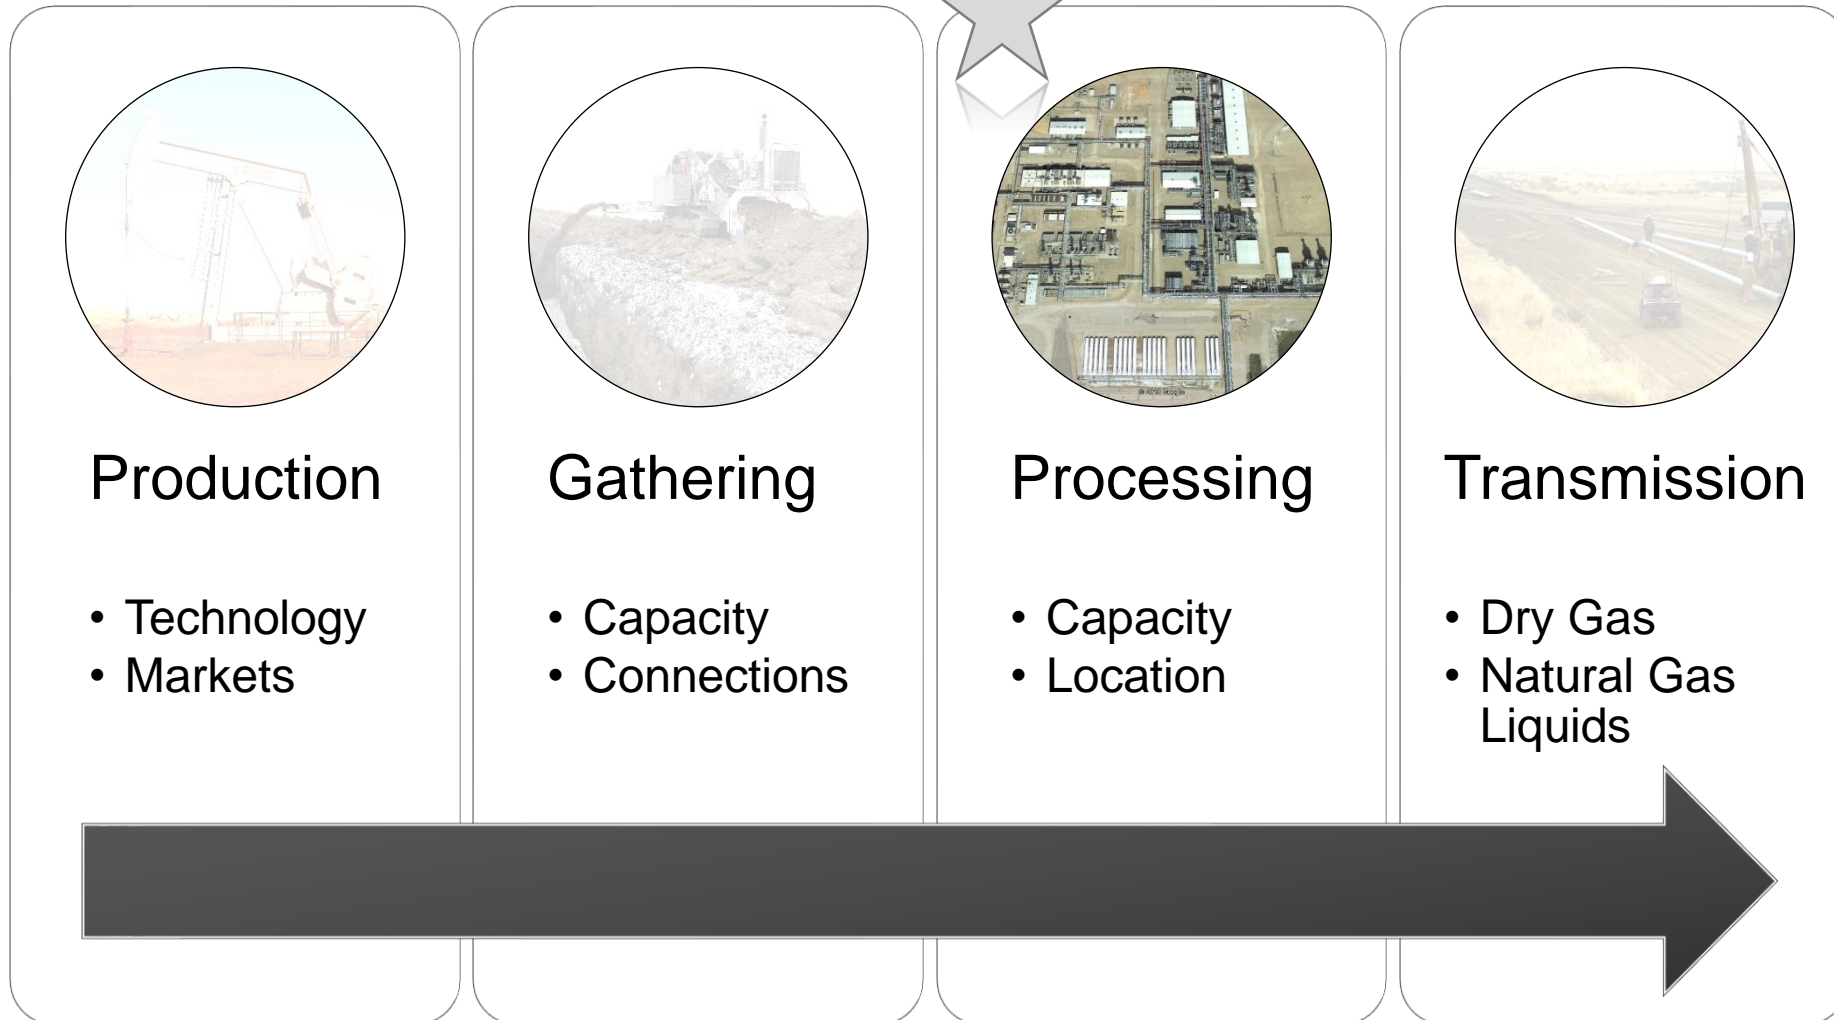 Production
Technology
Markets
Gathering
Capacity
Connections
Processing
Capacity
Location
Transmission
Dry Gas
Natural Gas
Liquids